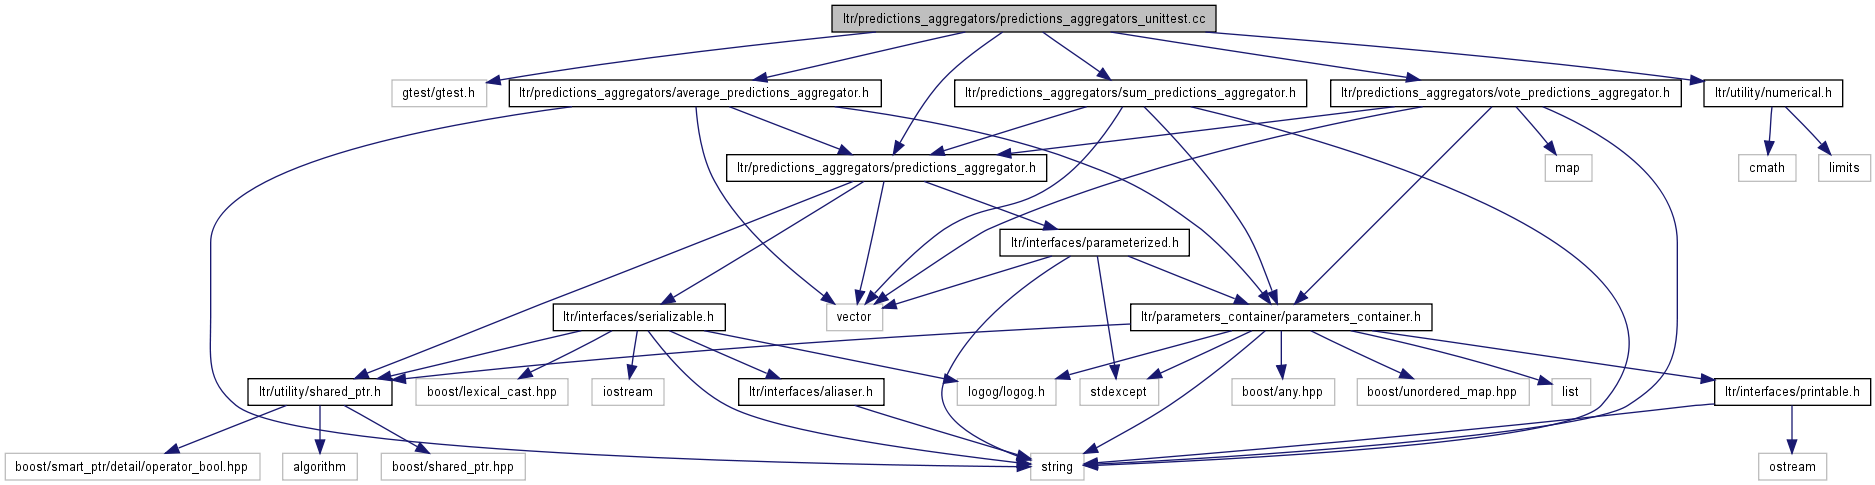 ltr/predictions_aggregators/predictions_aggregators_unittest.cc
gtest/gtest.h
ltr/predictions_aggregators/average_predictions_aggregator.h
ltr/predictions_aggregators/sum_predictions_aggregator.h
ltr/predictions_aggregators/vote_predictions_aggregator.h
ltr/utility/numerical.h
ltr/predictions_aggregators/predictions_aggregator.h
map
cmath
limits
ltr/interfaces/parameterized.h
ltr/interfaces/serializable.h
vector
ltr/parameters_container/parameters_container.h
ltr/utility/shared_ptr.h
boost/lexical_cast.hpp
iostream
ltr/interfaces/aliaser.h
logog/logog.h
stdexcept
boost/any.hpp
boost/unordered_map.hpp
list
ltr/interfaces/printable.h
boost/smart_ptr/detail/operator_bool.hpp
algorithm
boost/shared_ptr.hpp
string
ostream